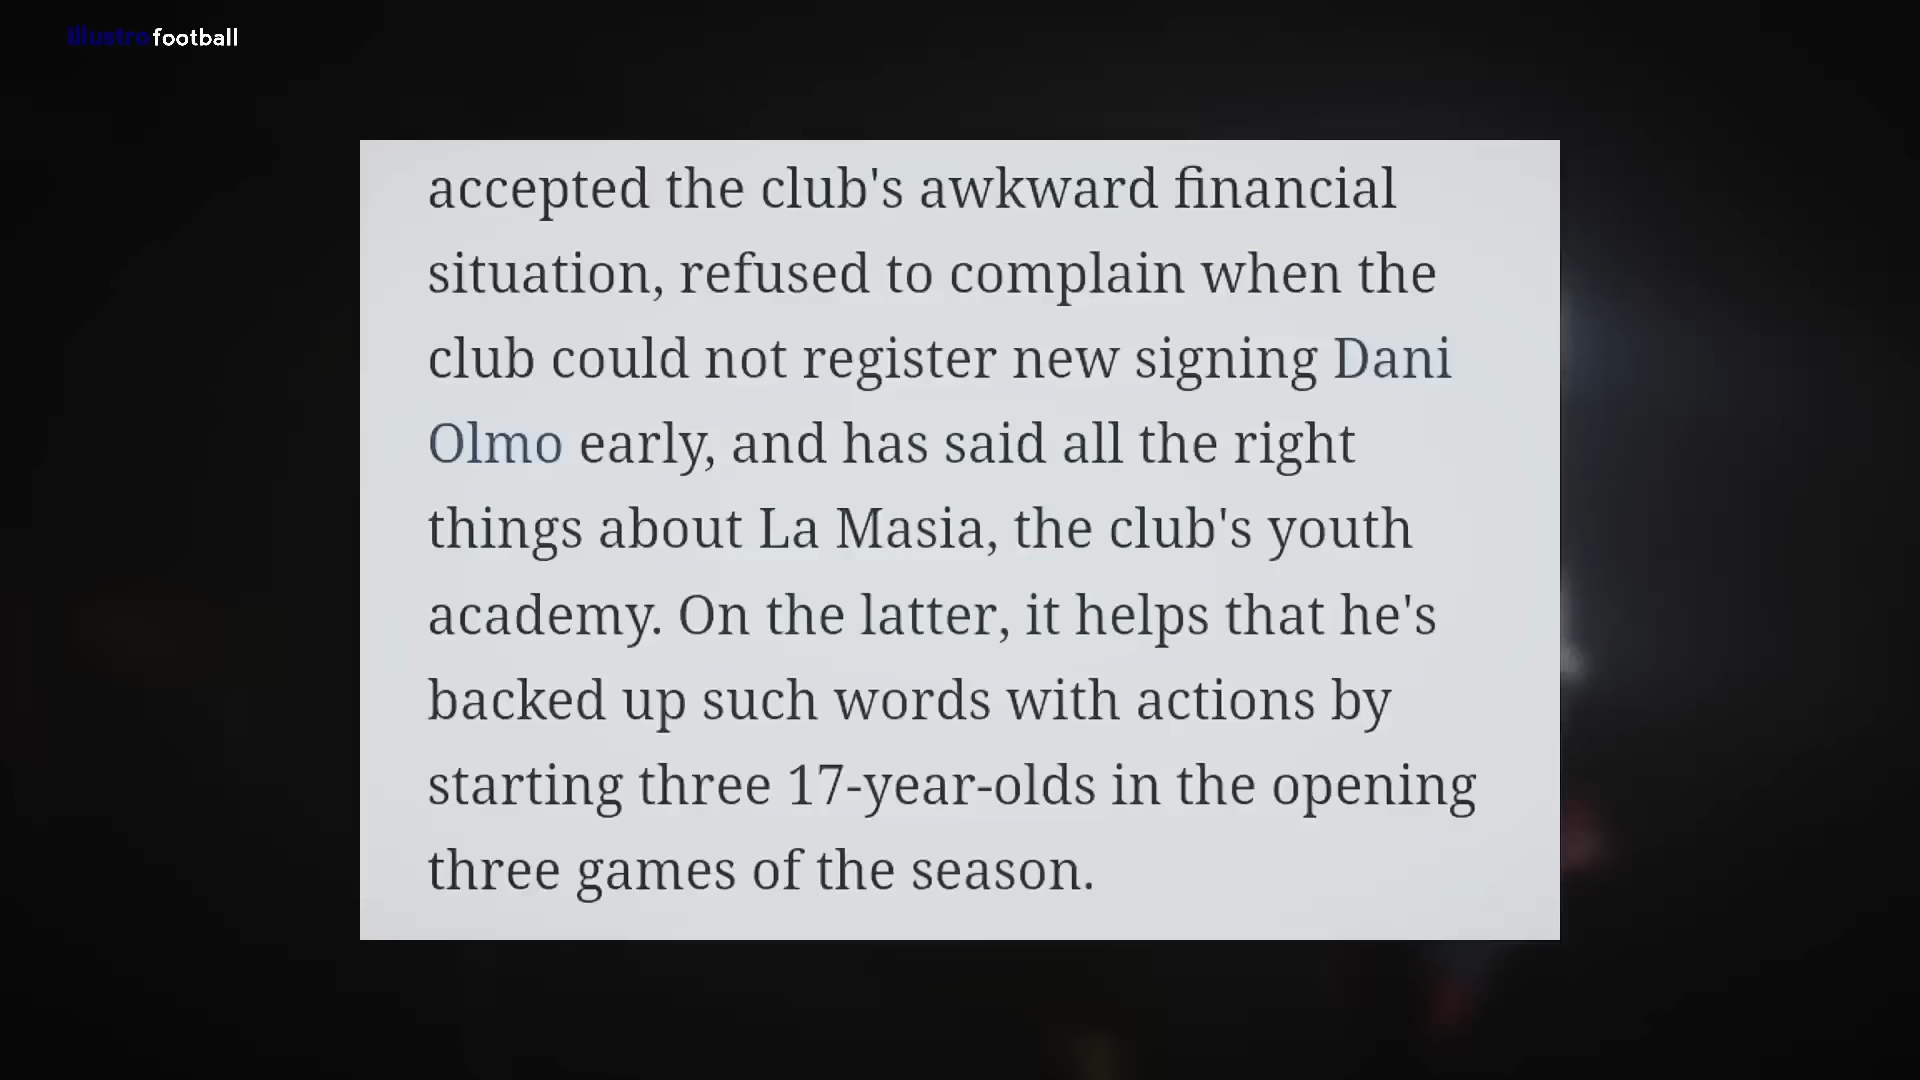 illustrofootball
accepted the club's awkward financial
situation, refused to complain when the
club could not register new signing Dani
Olmo early, and has said all the right
things about La Masia, the club's youth
academy. On the latter, it helps that he's
backed up such words with actions by
starting three 17-year-olds in the opening
three games of the season.